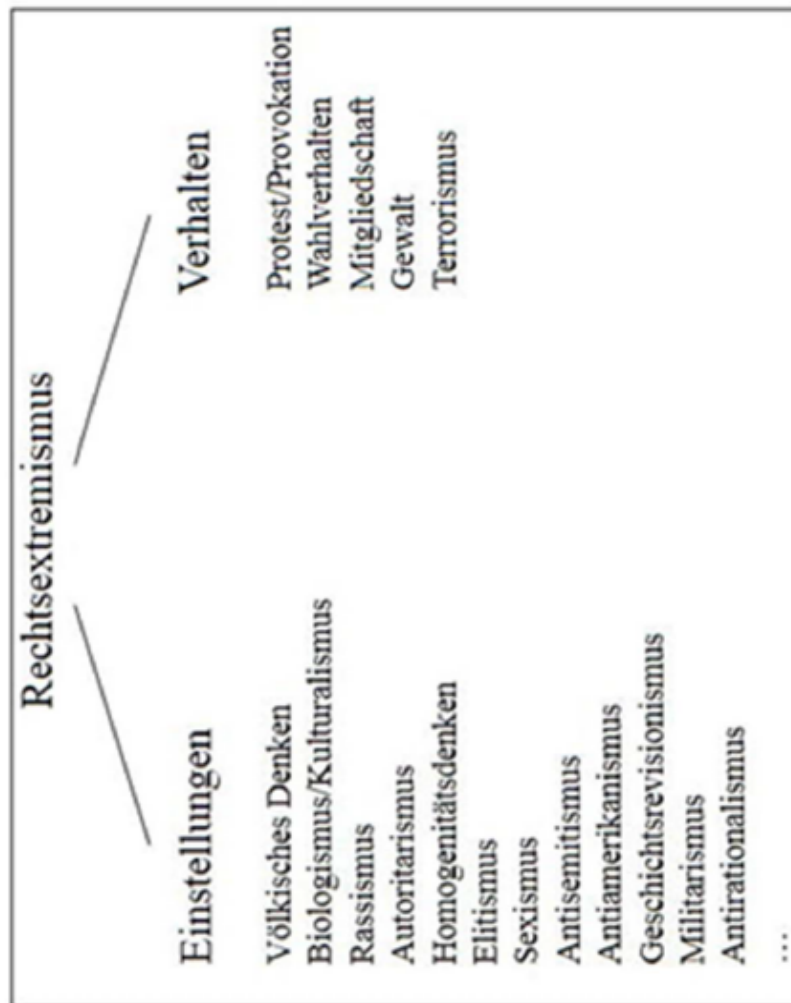 Rechtsextremismus
Einstellungen
Völkisches Denken
Biologismus/Kulturalismus
Rassismus
Autoritarismus
Homogenitätsdenken
Elitismus
Sexismus
Antisemitismus
Antiamerikanismus
Geschichtsrevisionismus
Militarismus
Antirationalismus
...
Verhalten
Protest/Provokation
Wahlverhalten
Mitgliedschaft
Gewalt
Terrorismus